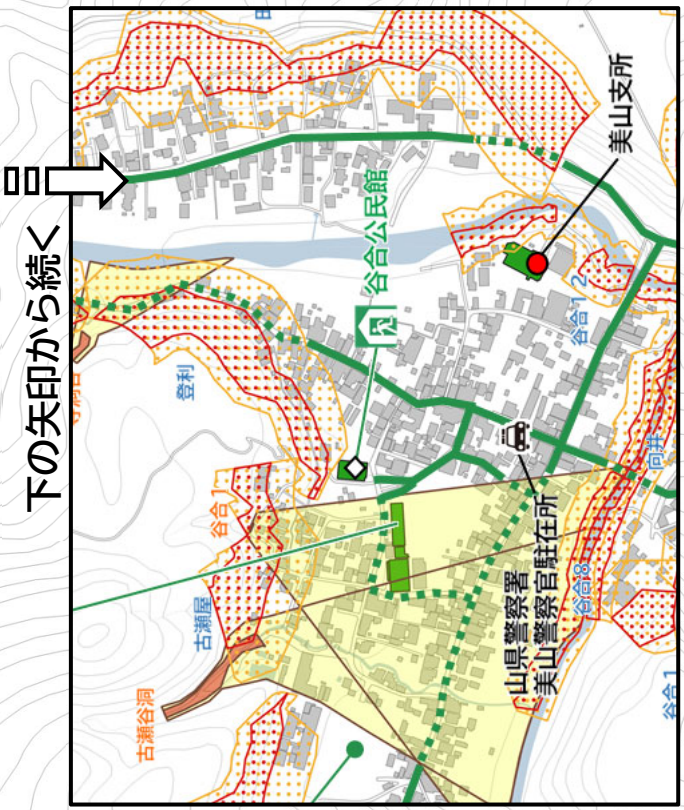 下の矢印から続く
谷合公民館
美山支所
登利
谷合1
古瀬屋
古瀬谷洞
谷合1 2
向井
山県警察署
美山警察官駐在所
谷合8
谷合1